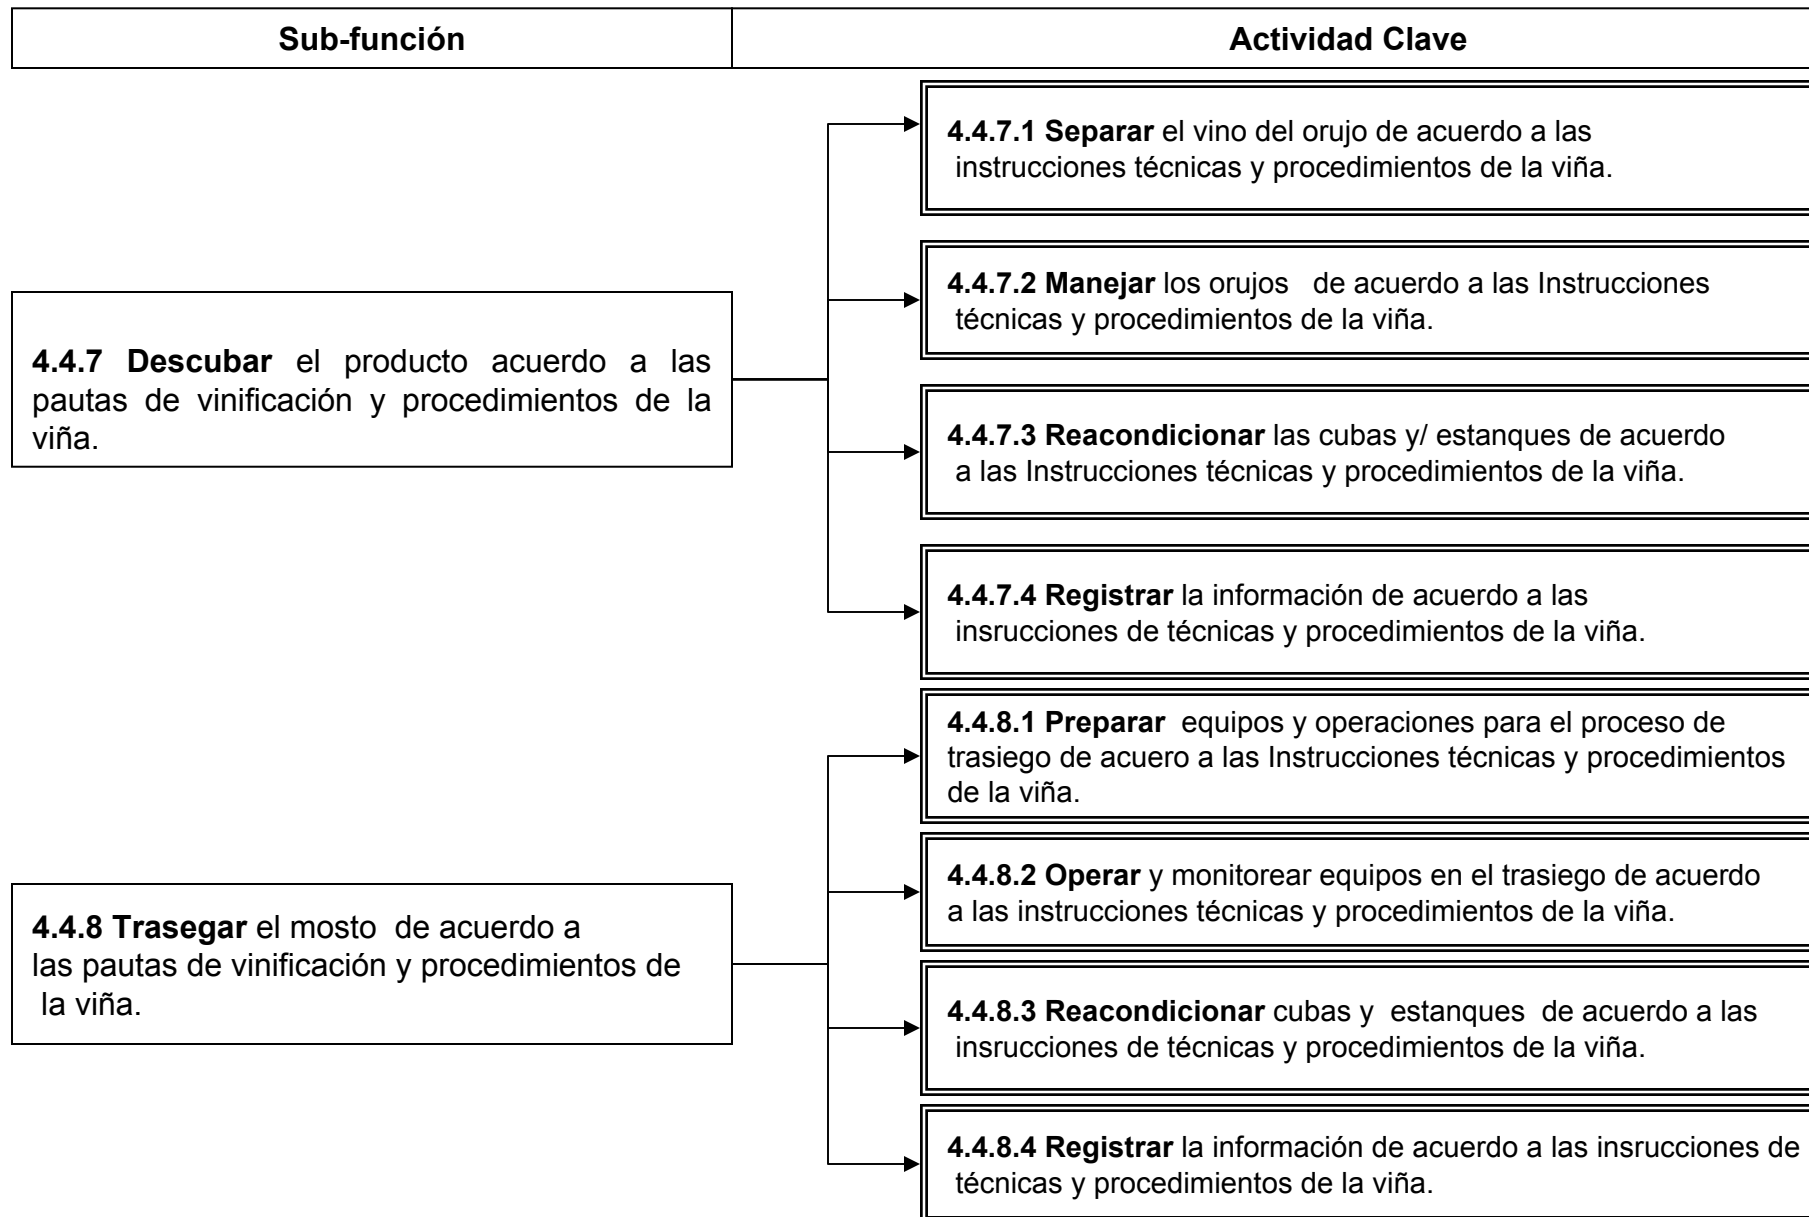 Sub-función
Actividad Clave
4.4.7 Descubar el producto acuerdo a las
pautas de vinificación y procedimientos de la
viña.
4.4.7.1 Separar el vino del orujo de acuerdo a las
instrucciones técnicas y procedimientos de la viña.
4.4.7.2 Manejar los orujos de acuerdo a las Instrucciones
técnicas y procedimientos de la viña.
4.4.7.3 Reacondicionar las cubas y/ estanques de acuerdo
a las Instrucciones técnicas y procedimientos de la viña.
4.4.7.4 Registrar la información de acuerdo a las
insrucciones de técnicas y procedimientos de la viña.
4.4.8 Trasegar el mosto de acuerdo a
las pautas de vinificación y procedimientos de
la viña.
4.4.8.1 Preparar equipos y operaciones para el proceso de
trasiego de acuero a las Instrucciones técnicas y procedimientos
de la viña.
4.4.8.2 Operar y monitorear equipos en el trasiego de acuerdo
a las instrucciones técnicas y procedimientos de la viña.
4.4.8.3 Reacondicionar cubas y estanques de acuerdo a las
insrucciones de técnicas y procedimientos de la viña.
4.4.8.4 Registrar la información de acuerdo a las insrucciones de
técnicas y procedimientos de la viña.